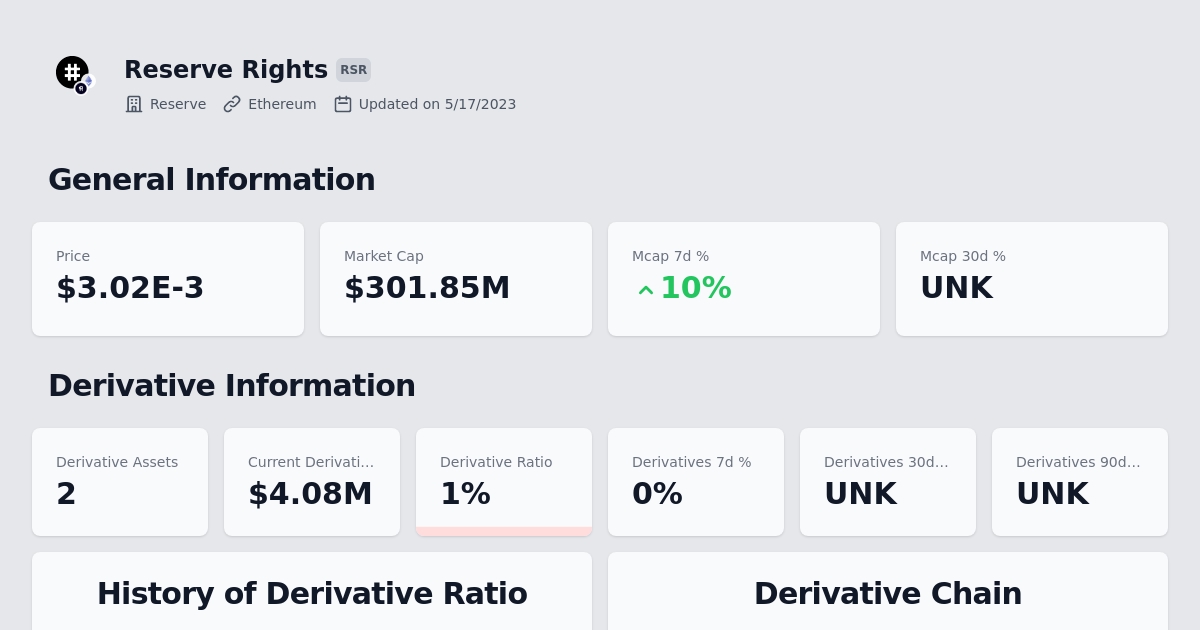 Reserve Rights RSR
Reserve Ethereum Updated on 5/17/2023
General Information
Price
$3.02E-3
Market Cap
$301.85M
Mcap 7d %
10%
Mcap 30d %
UNK
Derivative Information
Derivative Assets
2
Current Derivati...
$4.08M
Derivative Ratio
1%
Derivatives 7d %
0%
Derivatives 30d...
UNK
Derivatives 90d...
UNK
History of Derivative Ratio
Derivative Chain